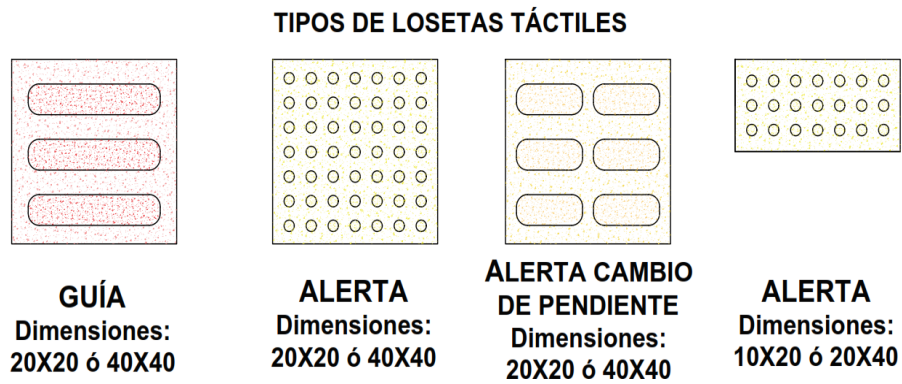 TIPOS DE LOSETAS TÁCTILES
GUÍA
Dimensiones:
20X20 ó 40X40
ALERTA
Dimensiones:
20X20 ó 40X40
ALERTA CAMBIO
DE PENDIENTE
Dimensiones:
20X20 ó 40X40
ALERTA
Dimensiones:
10X20 ó 20X40